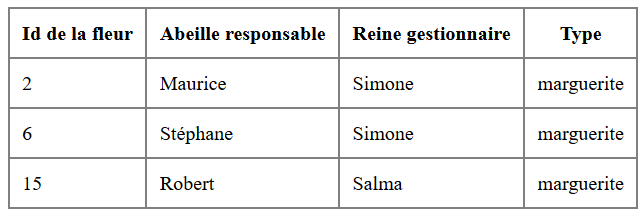 Id de la fleur Abeille responsable Reine gestionnaire Type
2 Maurice Simone marguerite
6 Stéphane Simone marguerite
15 Robert Salma marguerite